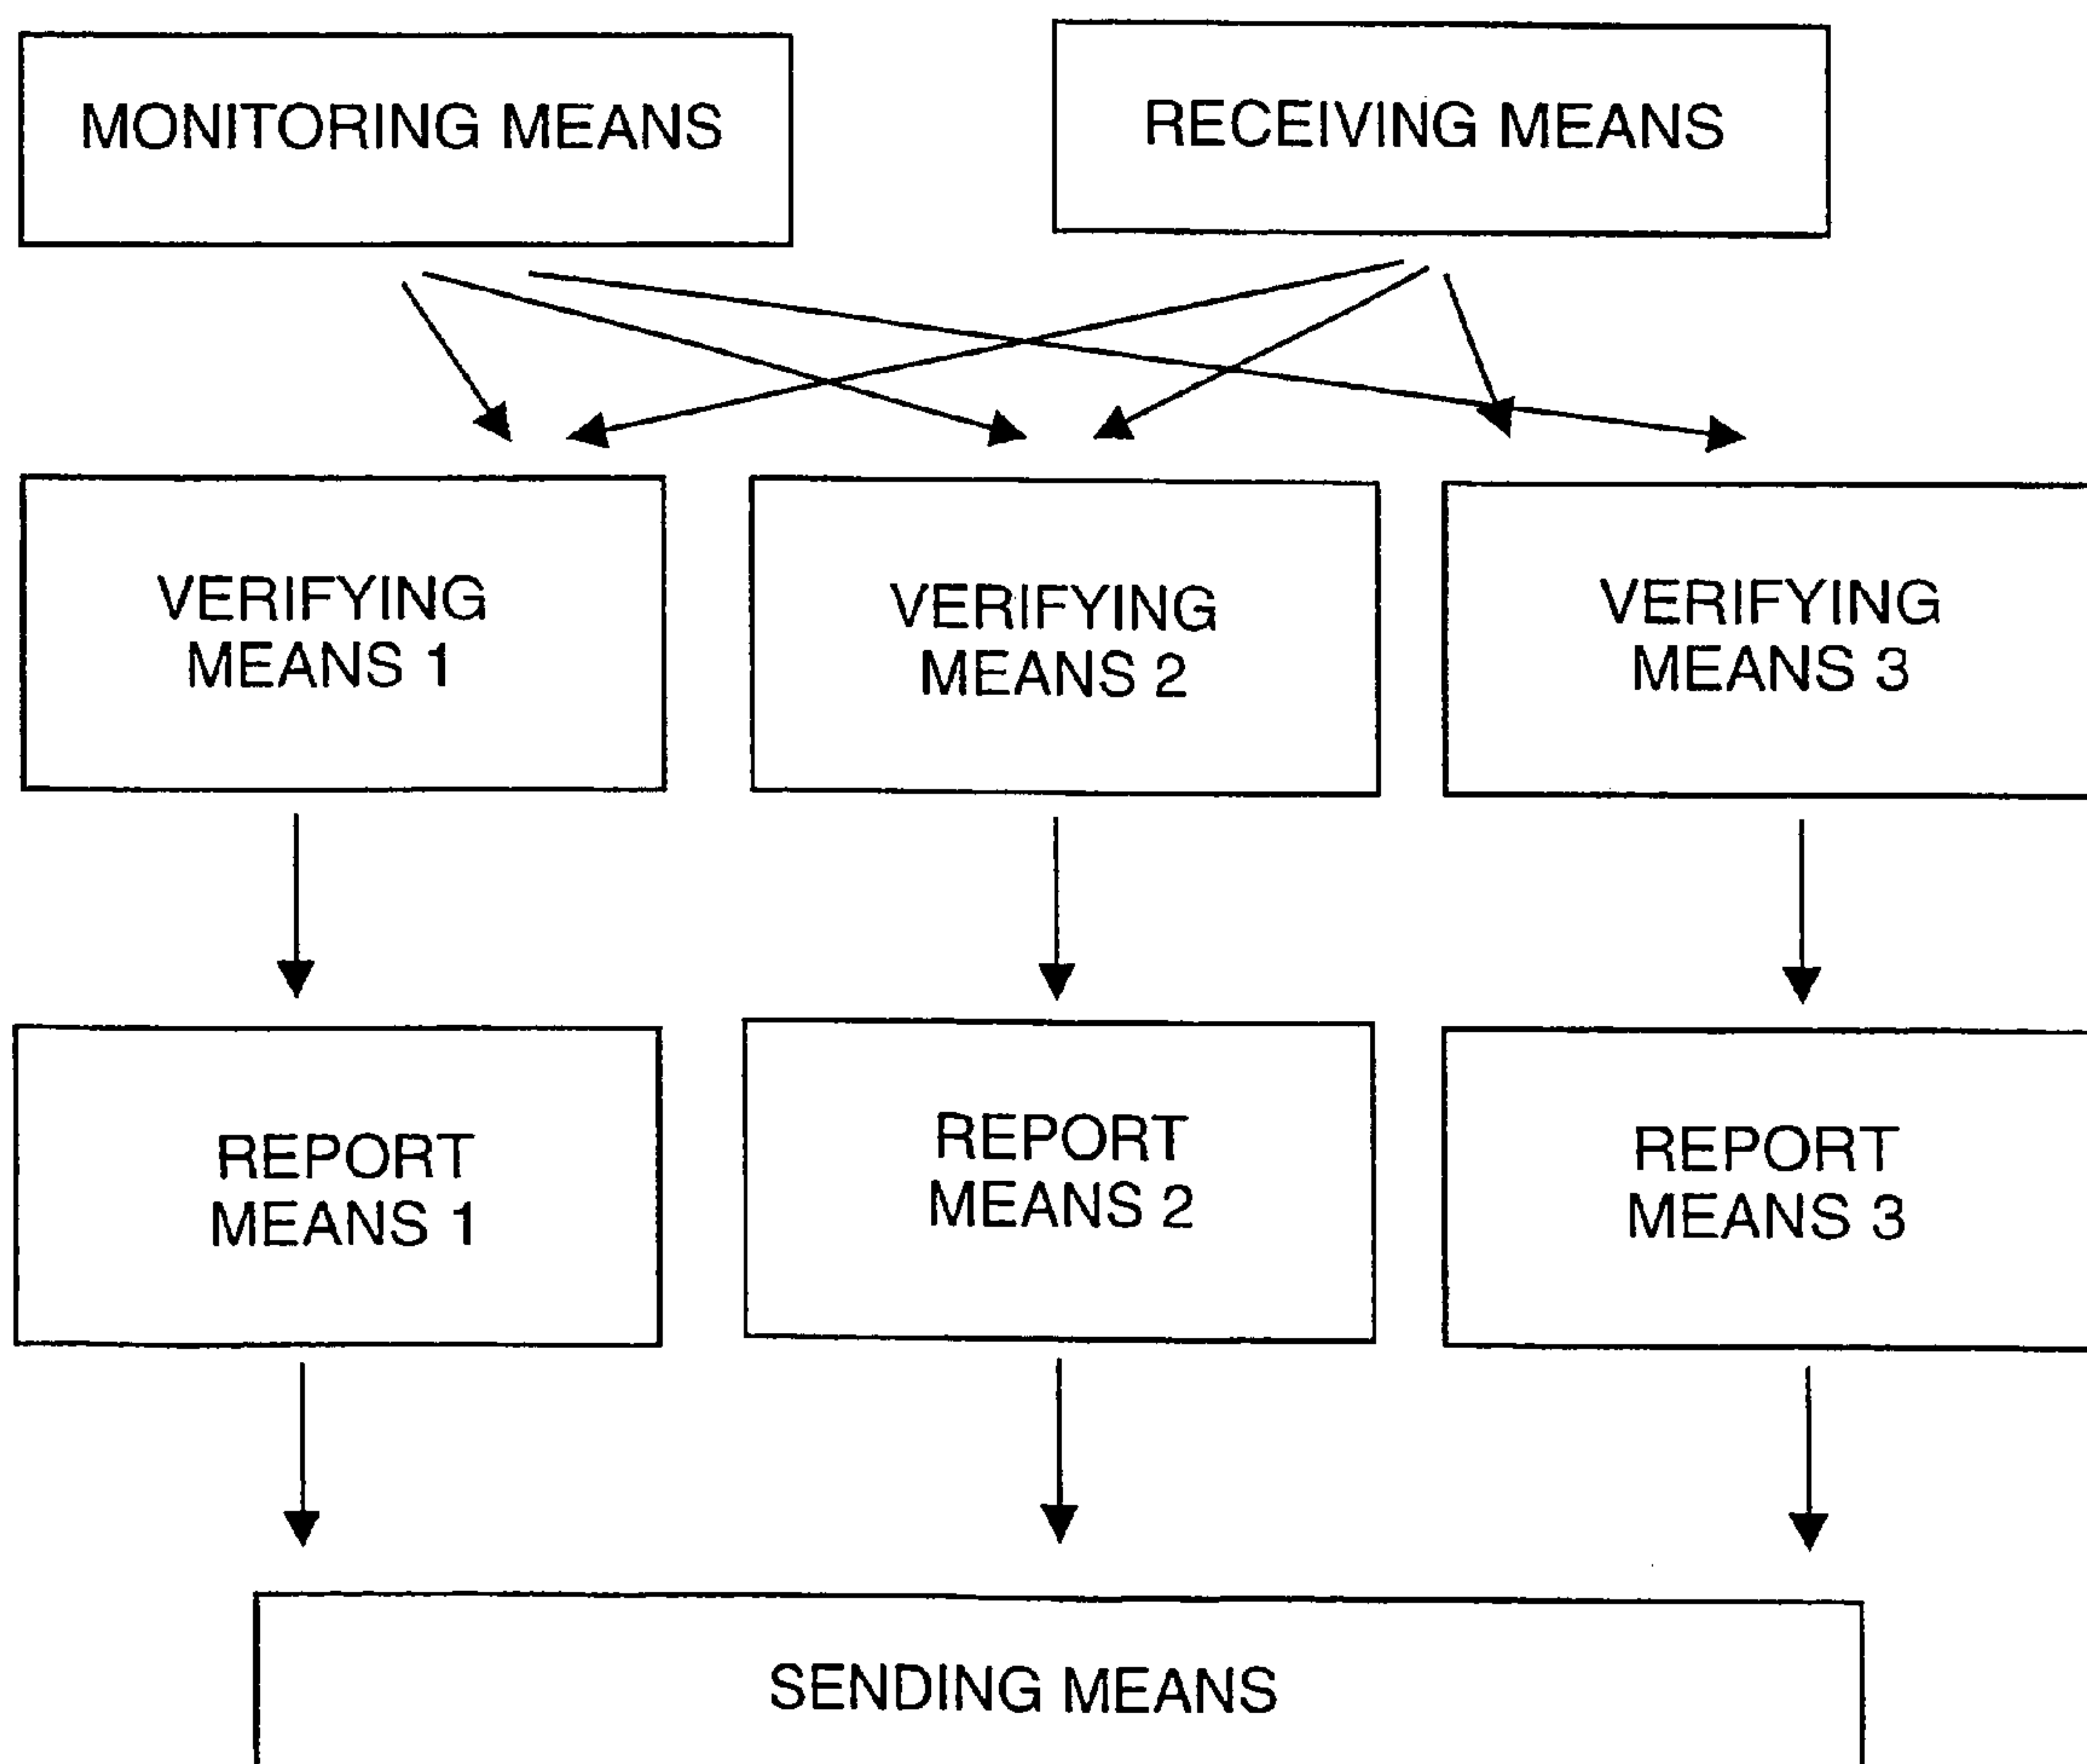 MONITORING MEANS
RECEIVING MEANS
VERIFYING
MEANS 1
VERIFYING
MEANS 2
VERIFYING
MEANS 3
REPORT
MEANS 1
REPORT
MEANS 2
REPORT
MEANS 3
SENDING MEANS